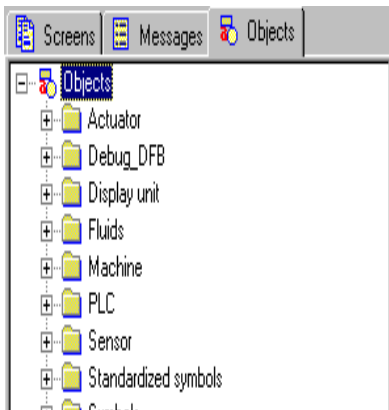 Screens Messages Objects
Objects
Actuator
Debug_DFB
Display unit
Fluids
Machine
PLC
Sensor
Standardized symbols